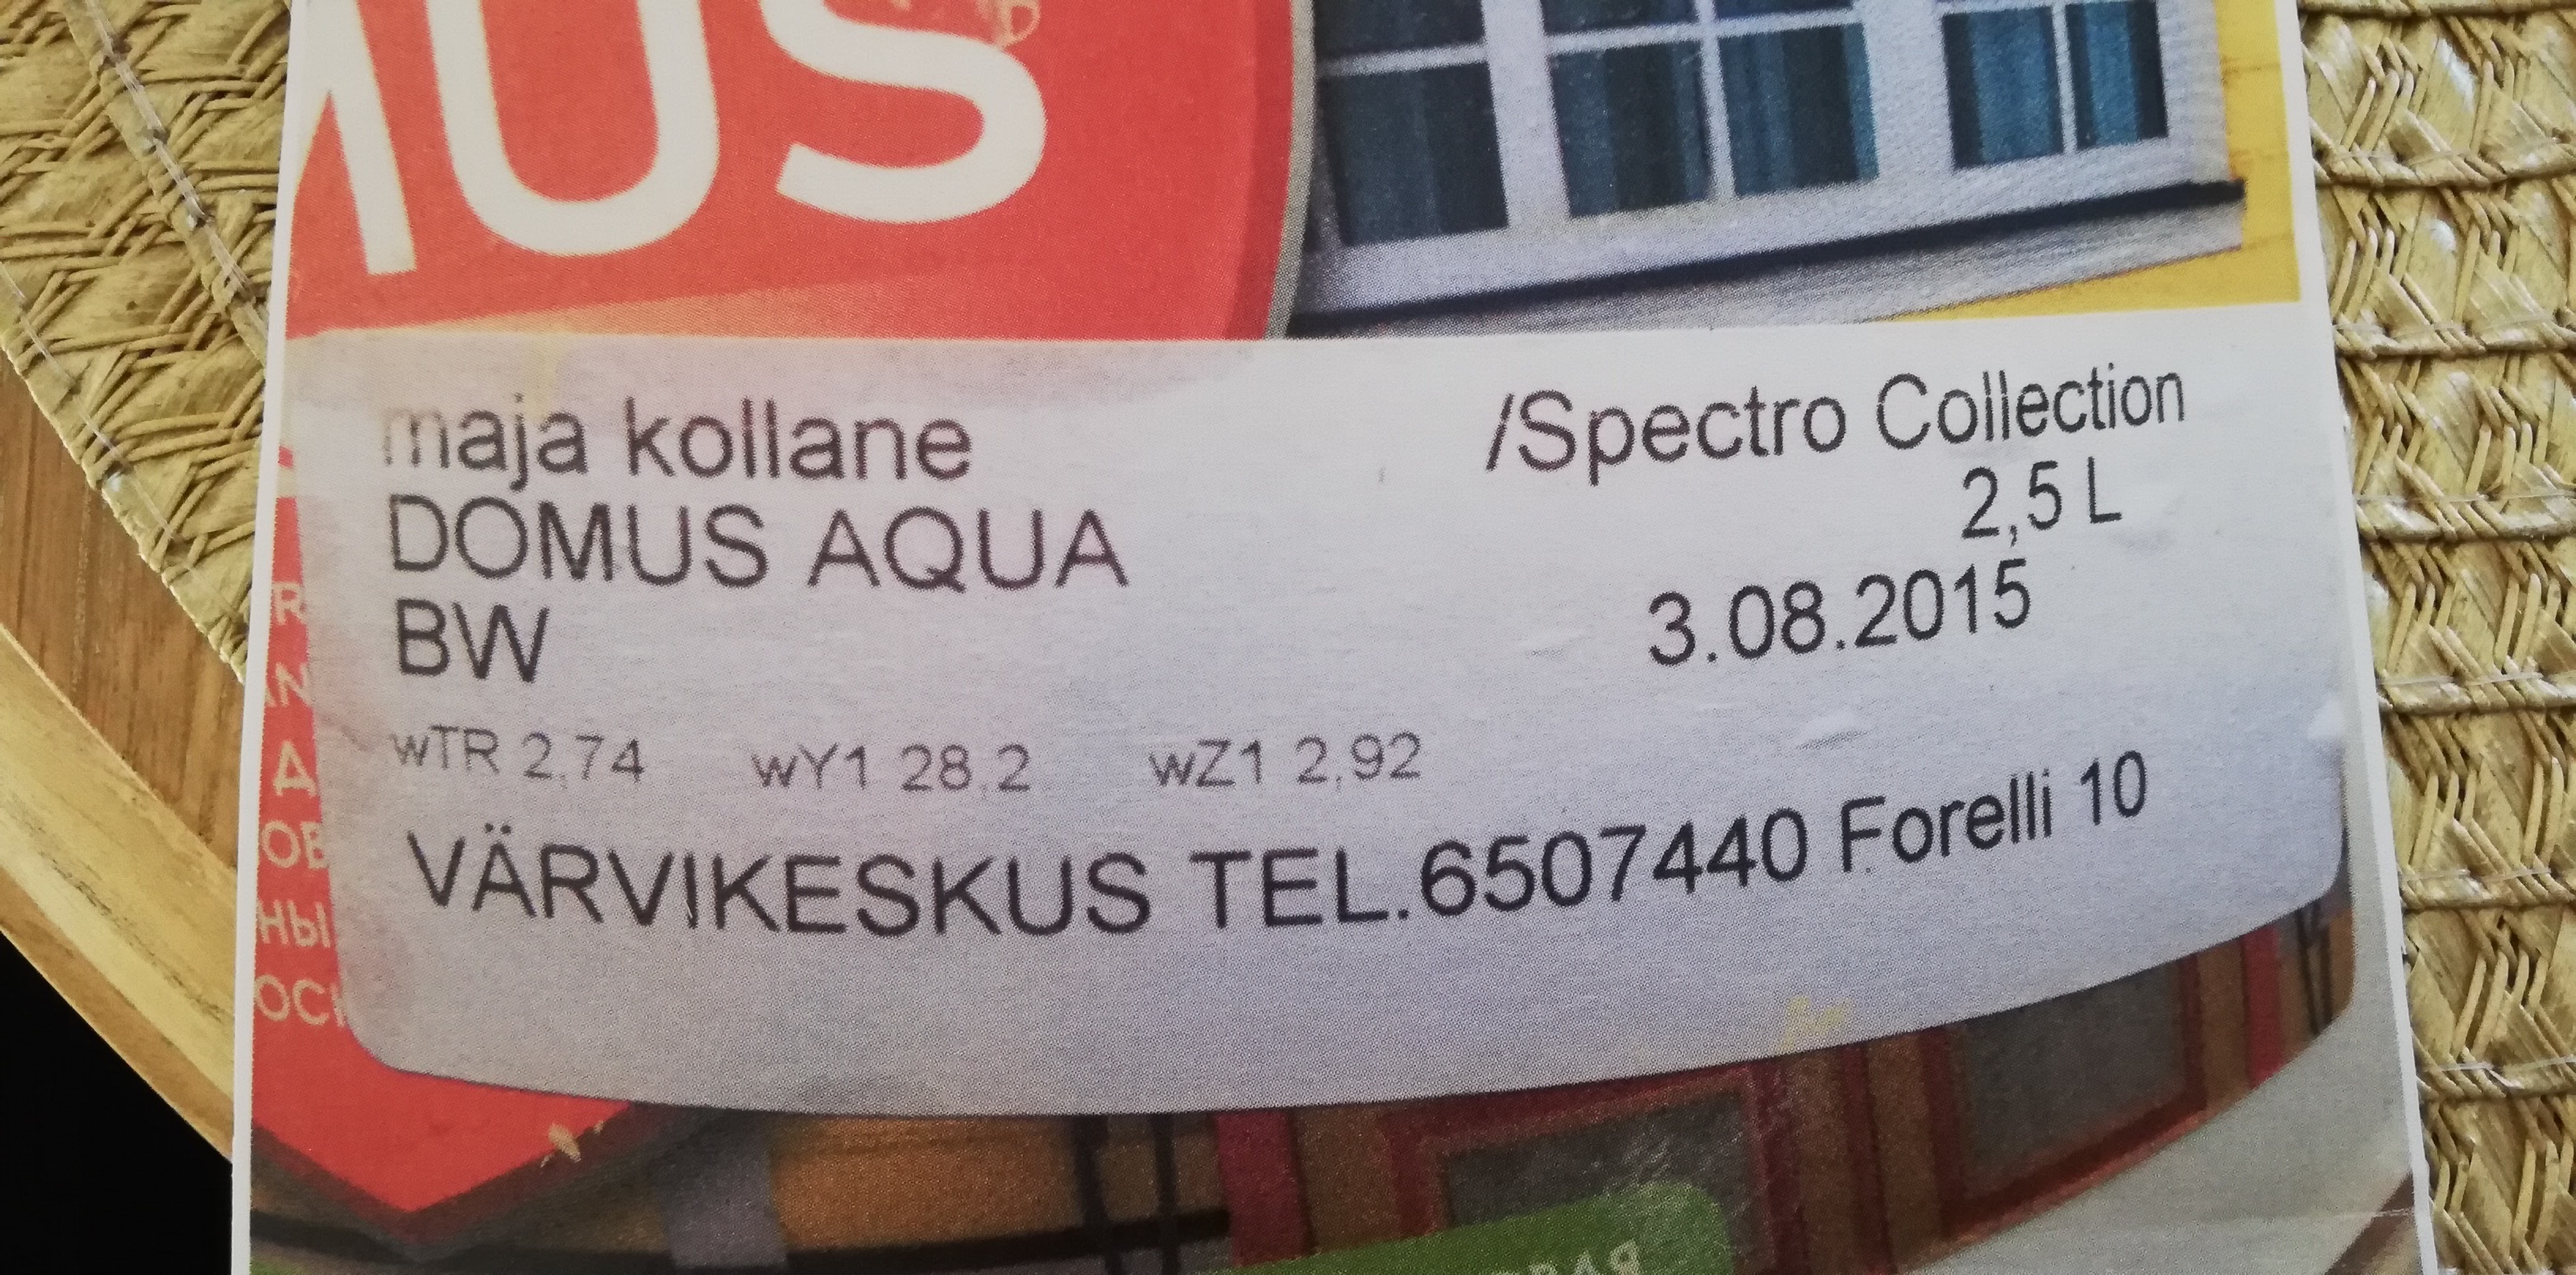 MUS
maja kollane /Spectro Collection
DOMUS AQUA 2,5 L
BW 3.08.2015
wTR 2,74 wY1 28,2 wZ1 2,92
VÄRVIKESKUS TEL.6507440 Forelli 10